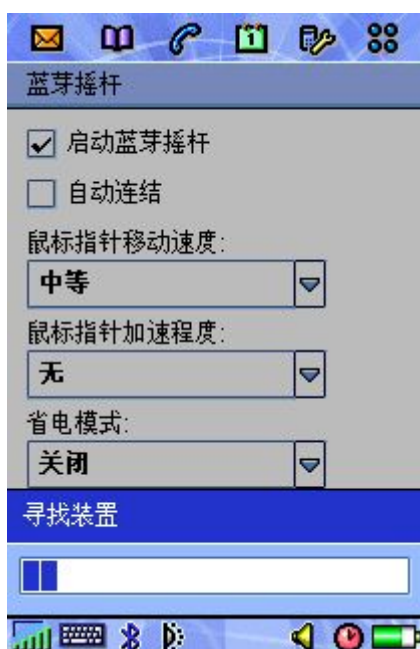 1
蓝芽摇杆
启动蓝芽摇杆
自动连结
鼠标指针移动速度:
中等
鼠标指针加速程度:
无
省电模式:
关闭
寻找装置